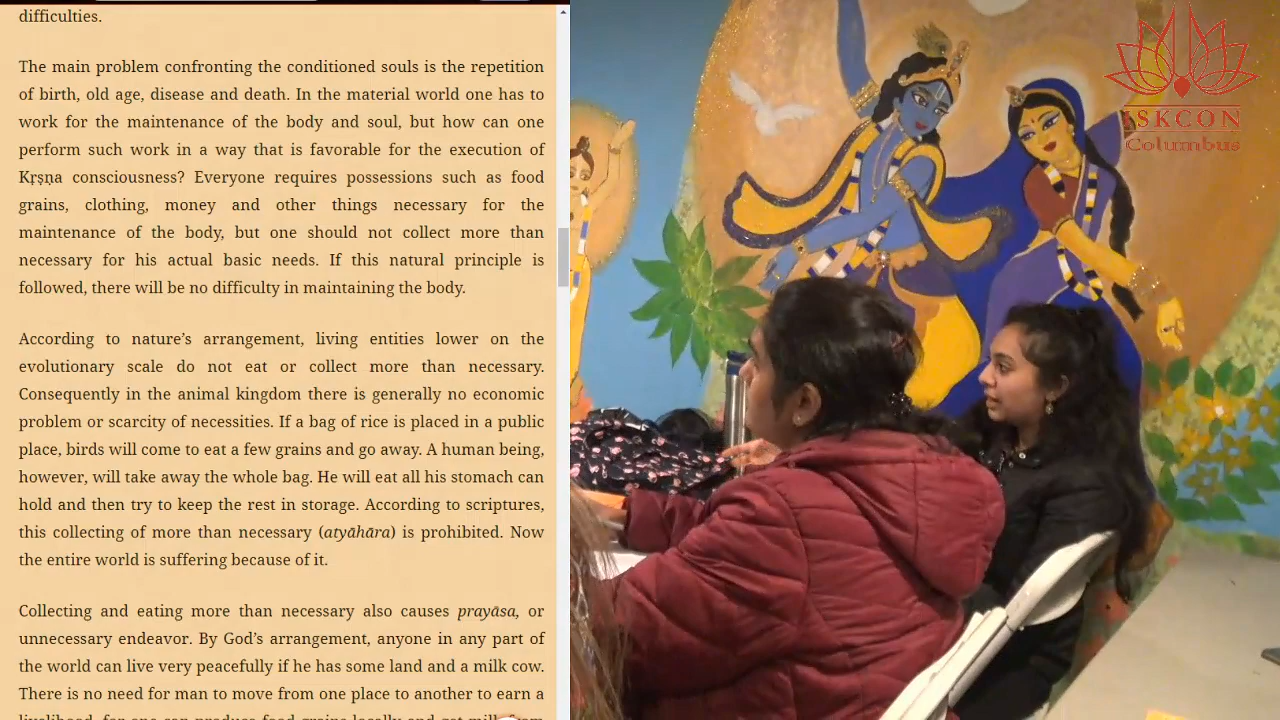 difficulties.
The main problem confronting the conditioned souls is the repetition
of birth, old age, disease and death. In the material world one has to
work for the maintenance of the body and soul, but how can one
perform such work in a way that is favorable for the execution of
Kṛṣṇa consciousness? Everyone requires possessions such as food
grains, clothing, money and other things necessary for the
maintenance of the body, but one should not collect more than
necessary for his actual basic needs. If this natural principle is
followed, there will be no difficulty in maintaining the body.
According to nature’s arrangement, living entities lower on the
evolutionary scale do not eat or collect more than necessary.
Consequently in the animal kingdom there is generally no economic
problem or scarcity of necessities. If a bag of rice is placed in a public
place, birds will come to eat a few grains and go away. A human being,
however, will take away the whole bag. He will eat all his stomach can
hold and then try to keep the rest in storage. According to scriptures,
this collecting of more than necessary (atyāhāra) is prohibited. Now
the entire world is suffering because of it.
Collecting and eating more than necessary also causes prayāsa, or
unnecessary endeavor. By God’s arrangement, anyone in any part of
the world can live very peacefully if he has some land and a milk cow.
There is no need for man to move from one place to another to earn a
livelihood, for one can produce food grains locally and get milk from
ISKCON
Columbus